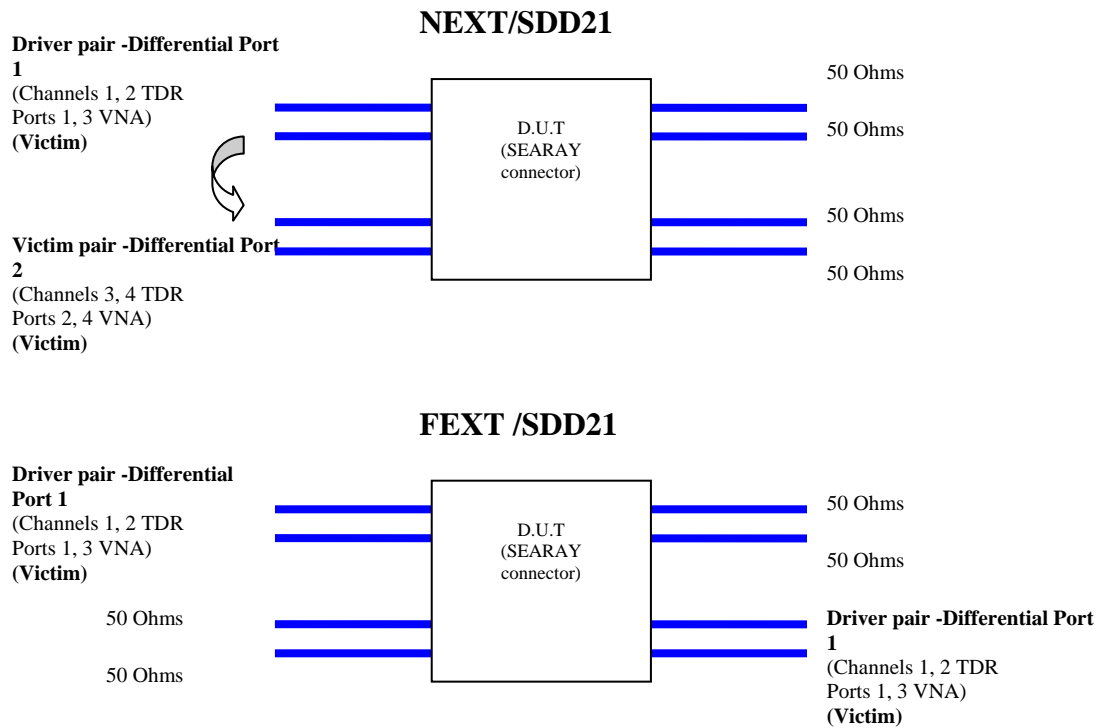 NEXT/SDD21
Driver pair -Differential Port
1
(Channels 1, 2 TDR
Ports 1, 3 VNA)
(Victim)
D.U.T
(SEARAY
connector)
50 Ohms
50 Ohms
50 Ohms
50 Ohms
Victim pair -Differential Port
2
(Channels 3, 4 TDR
Ports 2, 4 VNA)
(Victim)
FEXT /SDD21
Driver pair -Differential
Port 1
(Channels 1, 2 TDR
Ports 1, 3 VNA)
(Victim)
50 Ohms
50 Ohms
D.U.T
(SEARAY
connector)
50 Ohms
50 Ohms
Driver pair -Differential Port
1
(Channels 1, 2 TDR
Ports 1, 3 VNA)
(Victim)